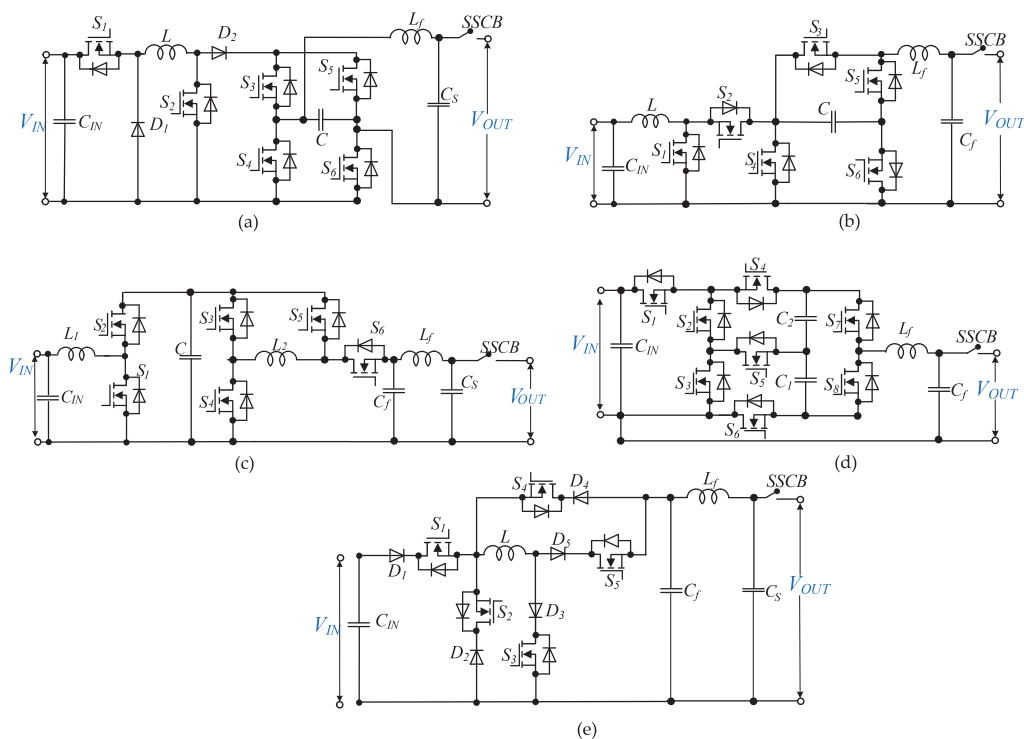 S1 L D2 Lf SSCB
S3 S5
VIN CIN D1 S2 C CS VOUT
S4 S6
(a)
S3 Lf SSCB
S5
L S2
VIN CIN S1 S4 C Cf VOUT
S6
(b)
S2 S3 S5 S6 Lf SSCB
L1 C L2
VIN CIN S1 S4 Cf CS VOUT
(c)
S1 S4
S2 C2 S7 Lf SSCB
VIN CIN S5 VOUT
S3 C1 S8 Cf
S6
(d)
S4 D4 Lf SSCB
S1 L D5
D1 S5
VIN CIN S2 D3 Cf CS VOUT
D2 S3
(e)